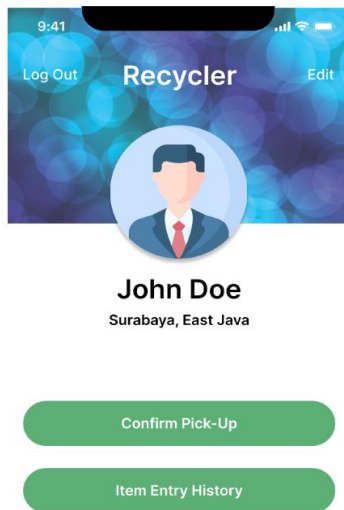 9:41
Log Out Recycler Edit
John Doe
Surabaya, East Java
Confirm Pick-Up
Item Entry History